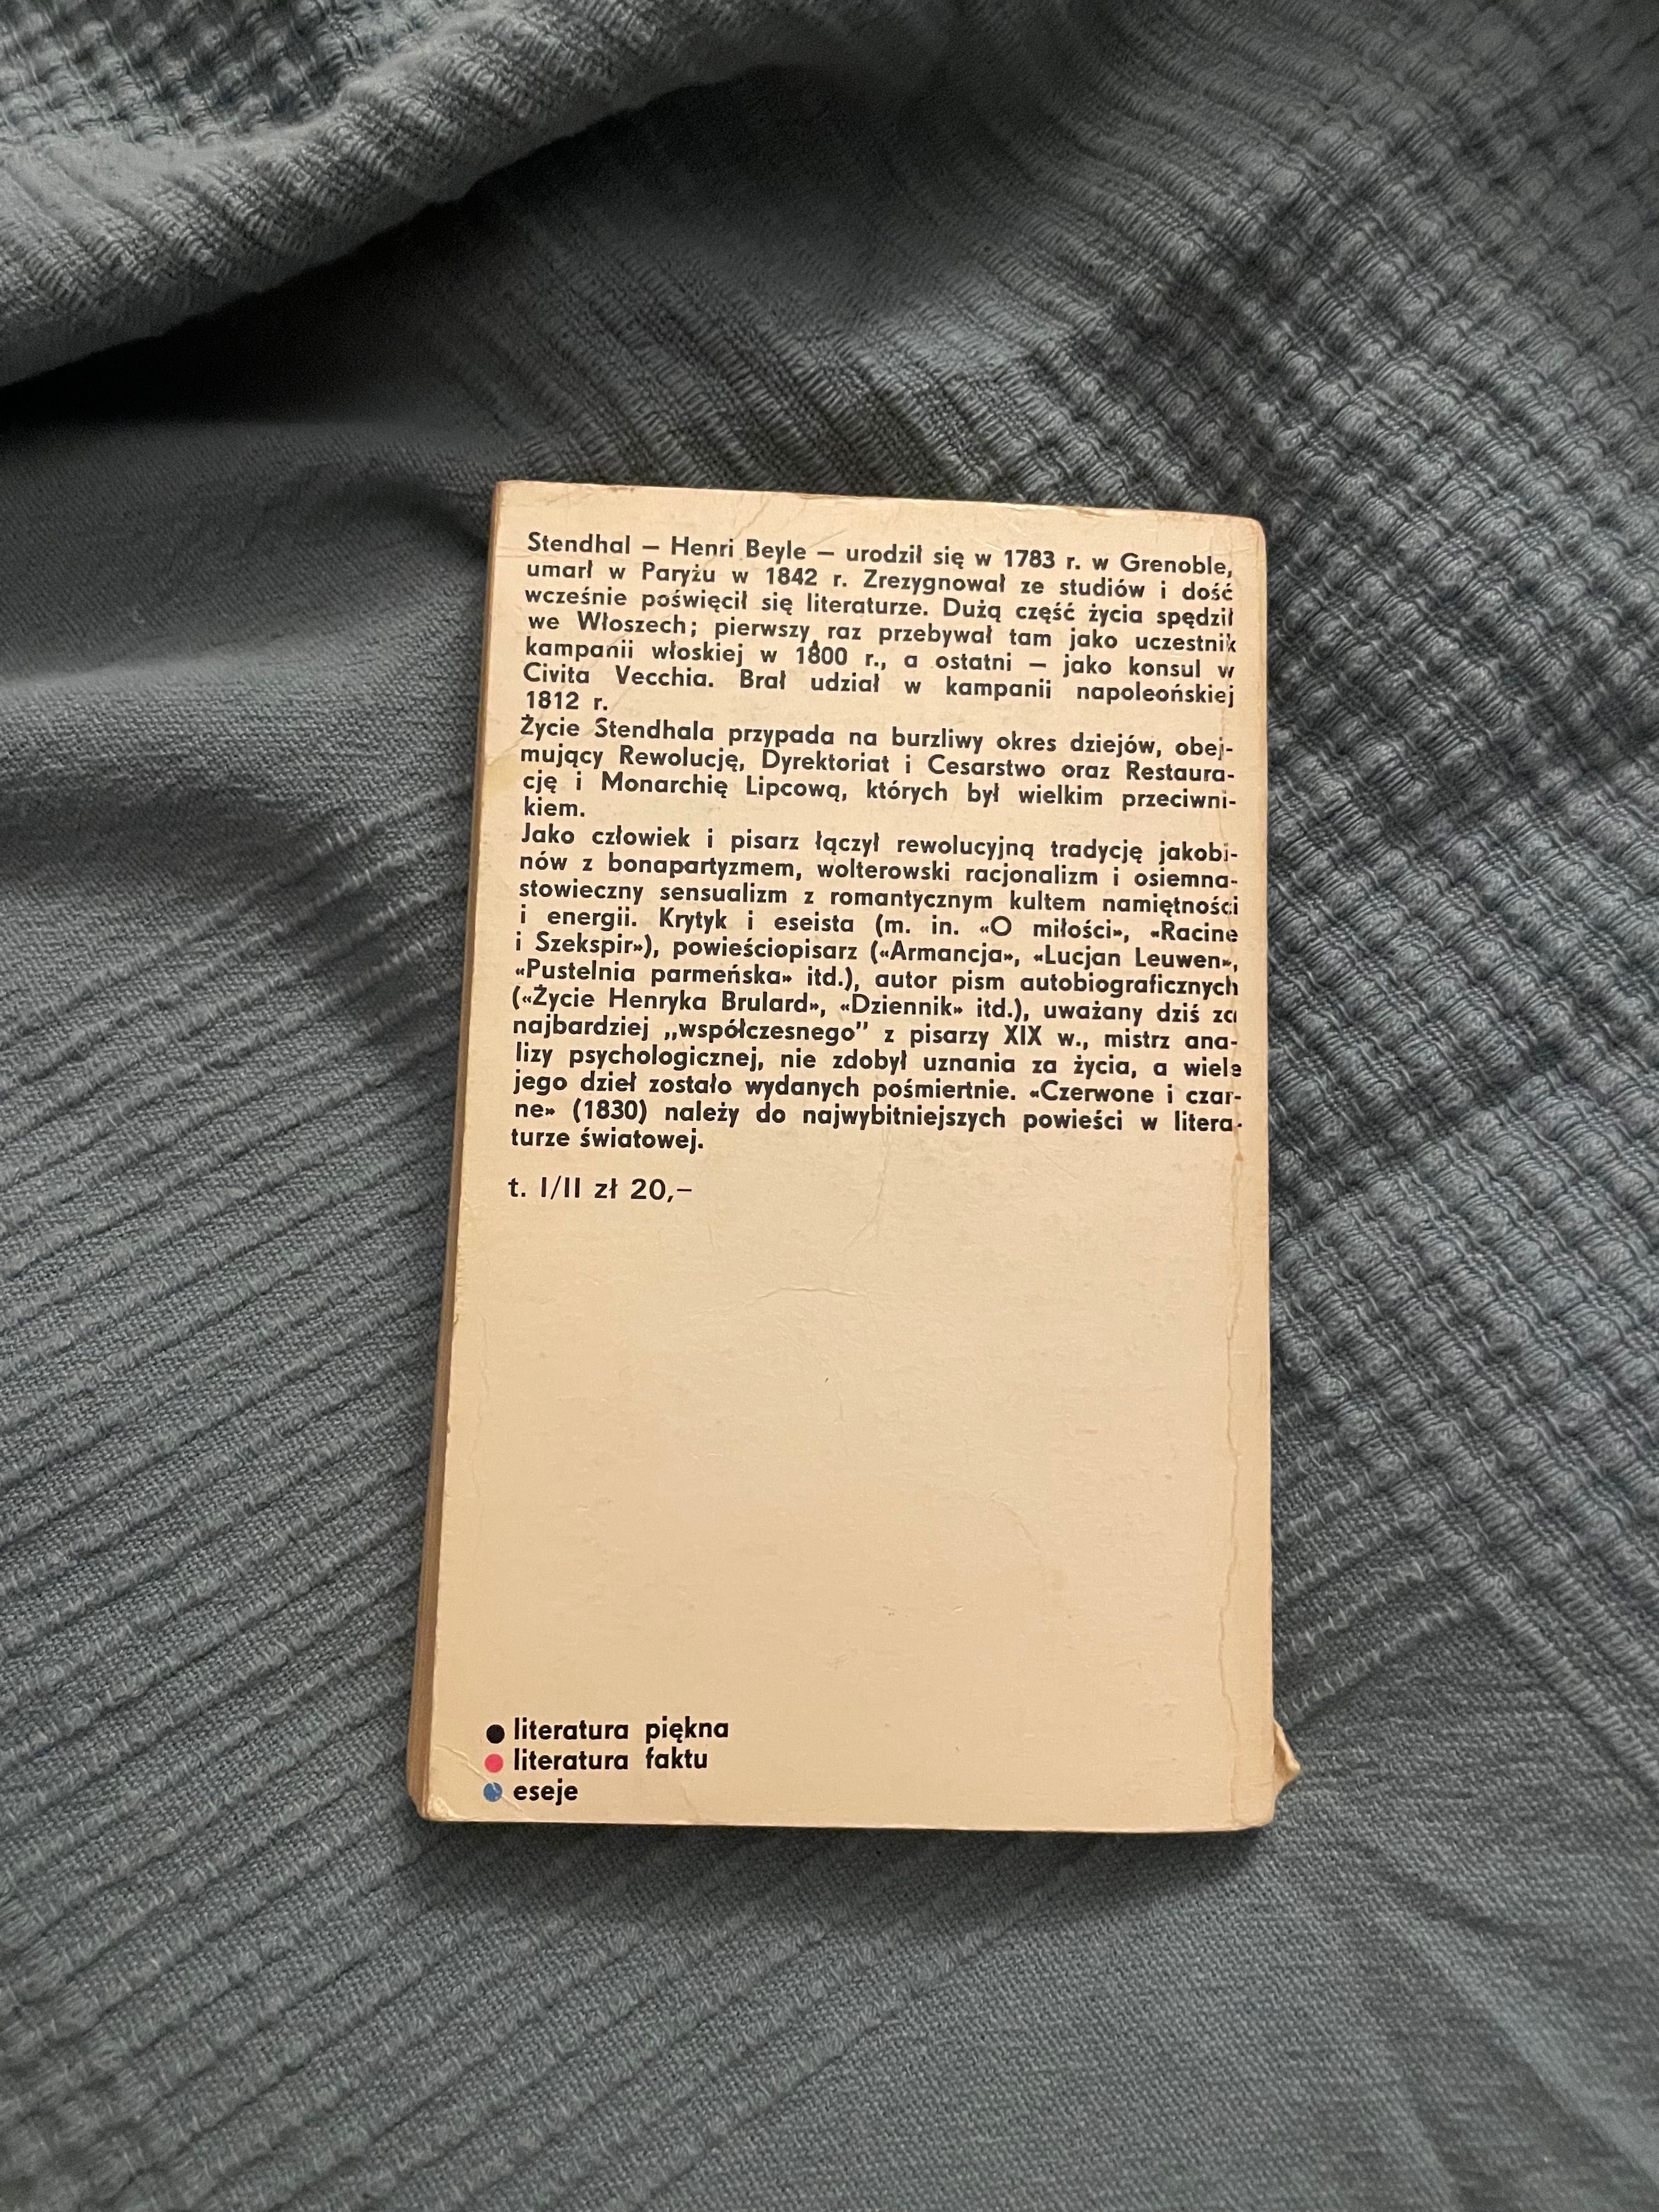 Stendhal – Henri Beyle – urodził się w 1783 r. w Grenoble,
umarł w Paryżu w 1842 r. Zrezygnował ze studiów i dość
wcześnie poświęcił się literaturze. Dużą część życia spędził
we Włoszech; pierwszy raz przebywał tam jako uczestnik
kampanii włoskiej w 1800 r., a ostatni – jako konsul w
Civita Vecchia. Brał udział w kampanii napoleońskiej
1812 r.
Życie Stendhala przypada na burzliwy okres dziejów, obej-
mujący Rewolucję, Dyrektoriat i Cesarstwo oraz Restaura-
cję i Monarchię Lipcową, których był wielkim przeciwni-
kiem.
Jako człowiek i pisarz łączył rewolucyjną tradycję jakobi-
nów z bonapartyzmem, wolterowski racjonalizm i osiemna-
stowieczny sensualizm z romantycznym kultem namiętności
i energii. Krytyk i eseista (m. in. «O miłości», «Racine
i Szekspir»), powieściopisarz («Armancja», «Lucjan Leuwen»,
«Pustelnia parmeńska» itd.), autor pism autobiograficznych
(«Życie Henryka Brulard», «Dziennik» itd.), uważany dziś za
najbardziej „współczesnego” z pisarzy XIX w., mistrz ana-
lizy psychologicznej, nie zdobył uznania za życia, a wiele
jego dzieł zostało wydanych pośmiertnie. «Czerwone i czar-
ne» (1830) należy do najwybitniejszych powieści w litera-
turze światowej.
t. I/II zł 20,–
literatura piękna
literatura faktu
eseje